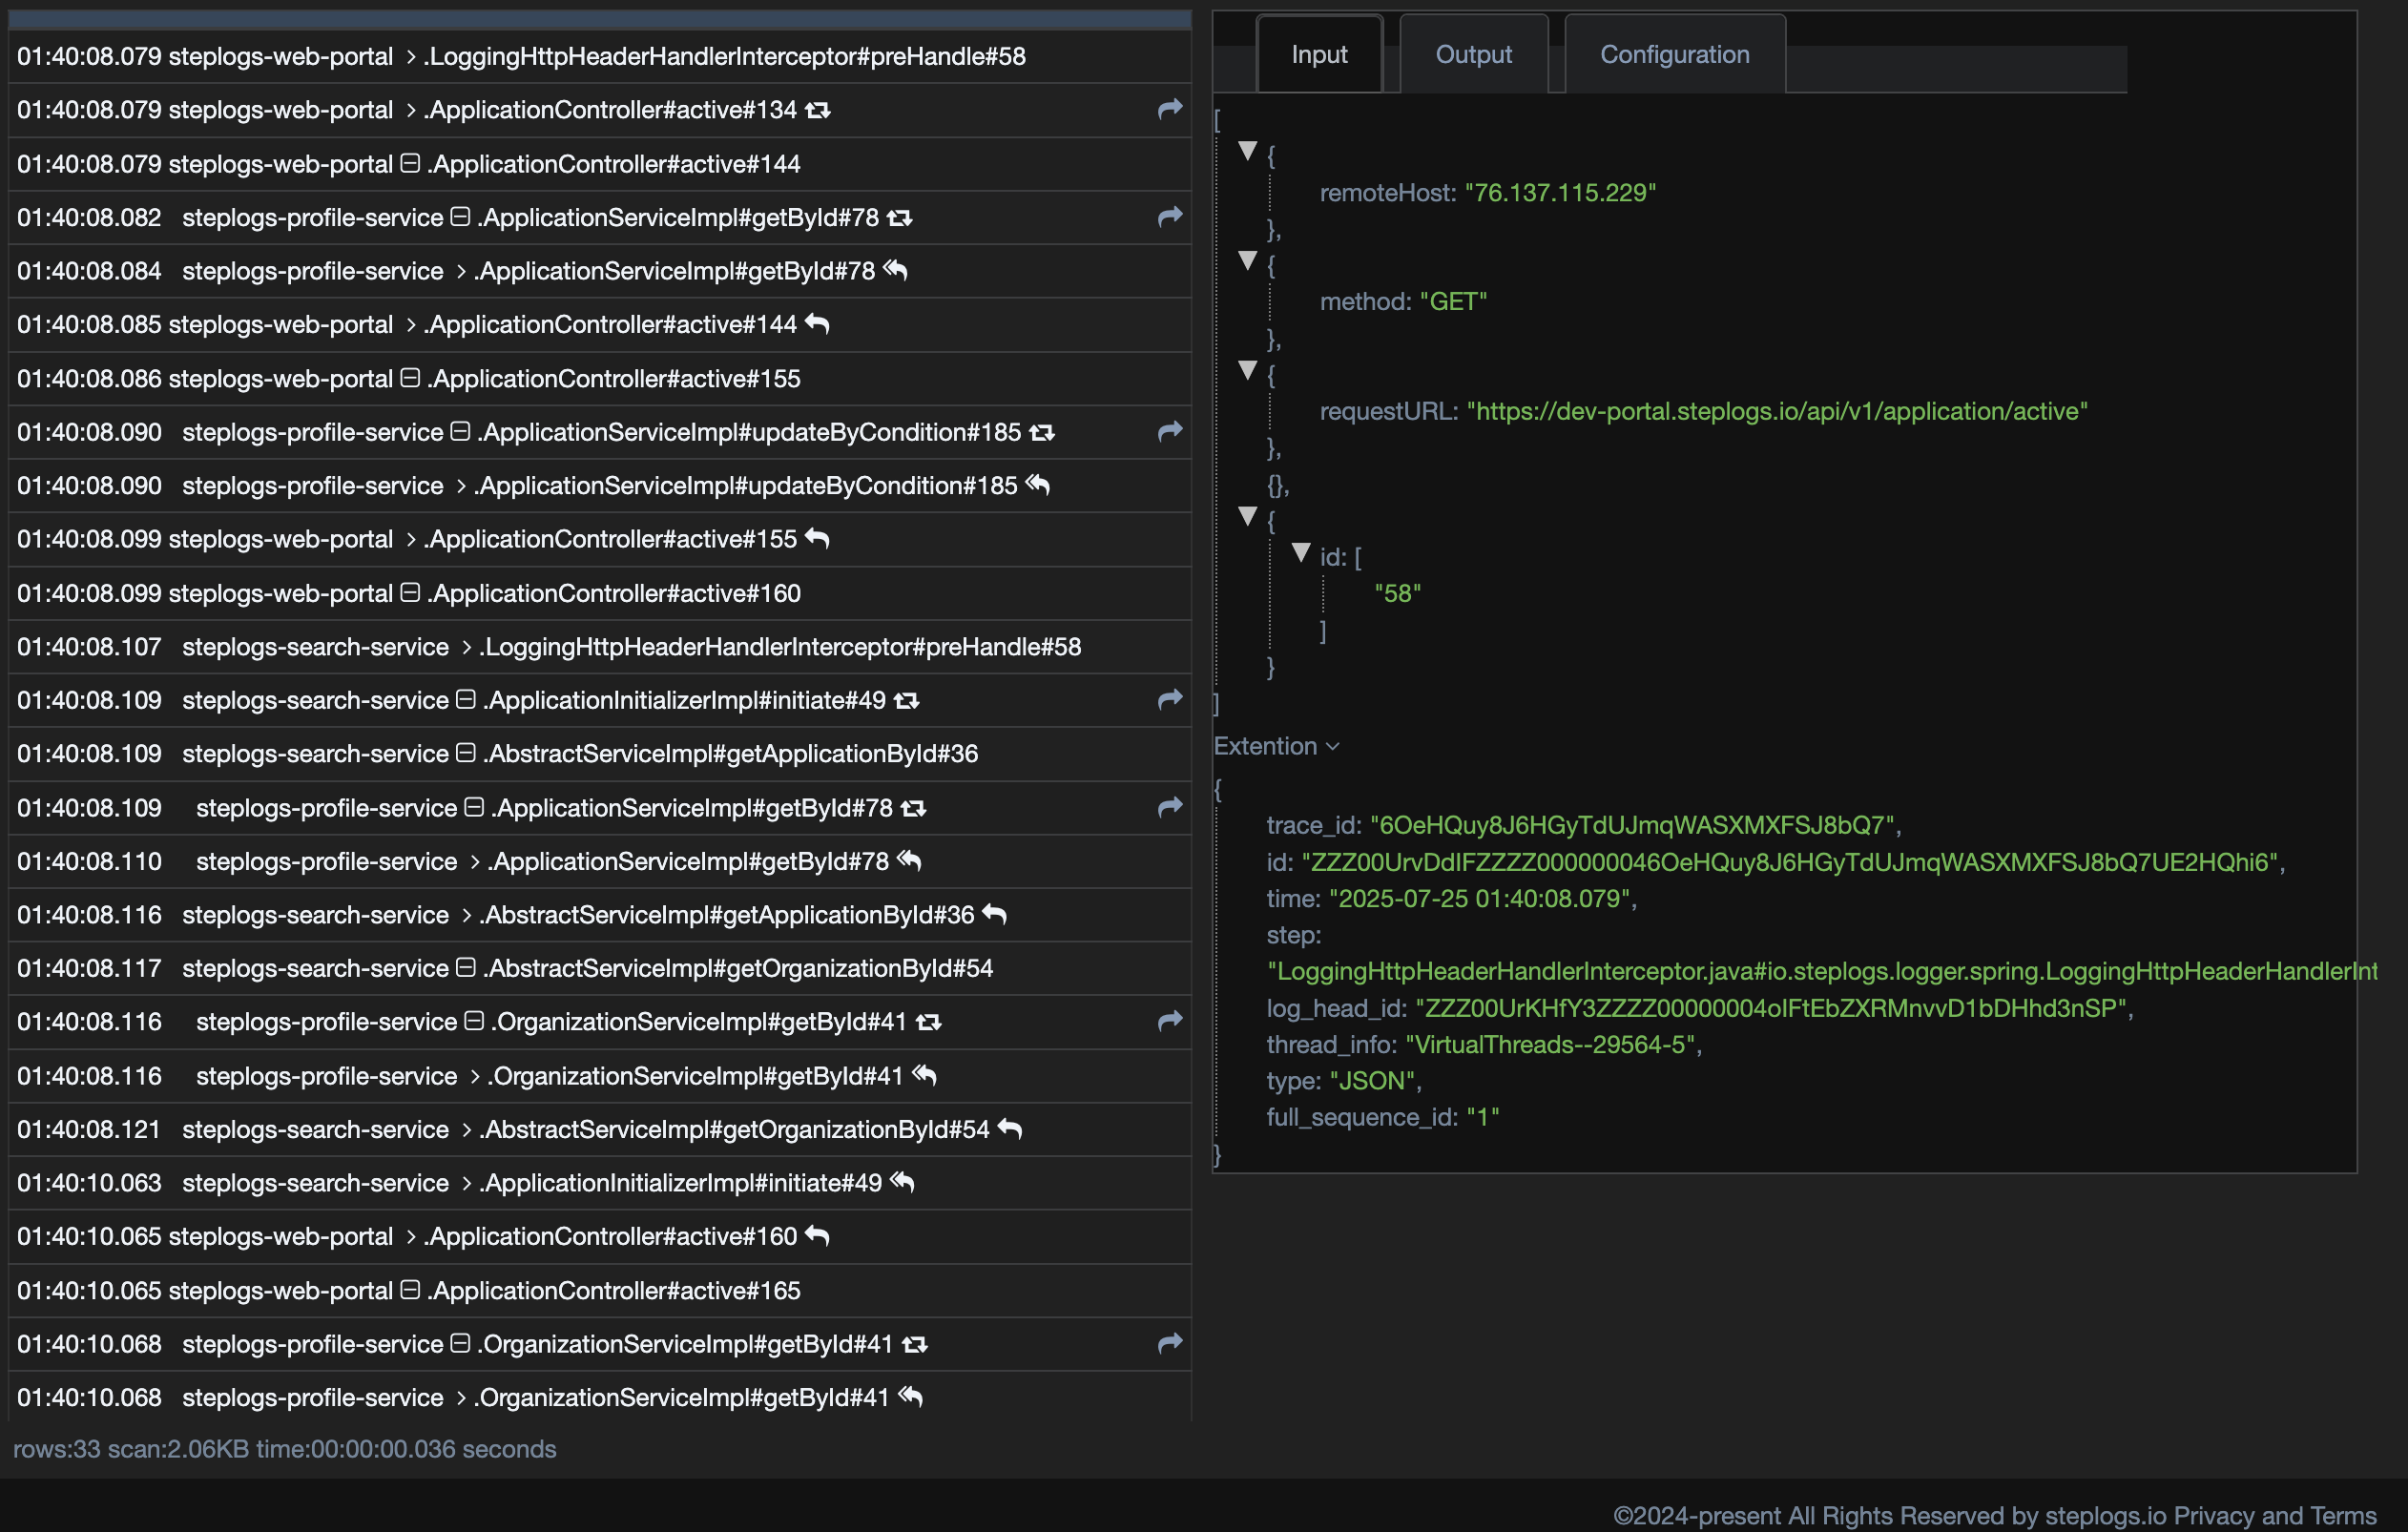 01:40:08.079 steplogs-web-portal > .LoggingHttpHeaderHandlerInterceptor#preHandle#58
01:40:08.079 steplogs-web-portal > .ApplicationController#active#134
01:40:08.079 steplogs-web-portal .ApplicationController#active#144
01:40:08.082 steplogs-profile-service .ApplicationServiceImpl#getById#78
01:40:08.084 steplogs-profile-service > .ApplicationServiceImpl#getById#78
01:40:08.085 steplogs-web-portal > .ApplicationController#active#144
01:40:08.086 steplogs-web-portal .ApplicationController#active#155
01:40:08.090 steplogs-profile-service .ApplicationServiceImpl#updateByCondition#185
01:40:08.090 steplogs-profile-service > .ApplicationServiceImpl#updateByCondition#185
01:40:08.099 steplogs-web-portal > .ApplicationController#active#155
01:40:08.099 steplogs-web-portal .ApplicationController#active#160
01:40:08.107 steplogs-search-service > .LoggingHttpHeaderHandlerInterceptor#preHandle#58
01:40:08.109 steplogs-search-service .ApplicationInitializerImpl#initiate#49
01:40:08.109 steplogs-search-service .AbstractServiceImpl#getApplicationById#36
01:40:08.109 steplogs-profile-service .ApplicationServiceImpl#getById#78
01:40:08.110 steplogs-profile-service > .ApplicationServiceImpl#getById#78
01:40:08.116 steplogs-search-service > .AbstractServiceImpl#getApplicationById#36
01:40:08.117 steplogs-search-service .AbstractServiceImpl#getOrganizationById#54
01:40:08.116 steplogs-profile-service .OrganizationServiceImpl#getById#41
01:40:08.116 steplogs-profile-service > .OrganizationServiceImpl#getById#41
01:40:08.121 steplogs-search-service > .AbstractServiceImpl#getOrganizationById#54
01:40:10.063 steplogs-search-service > .ApplicationInitializerImpl#initiate#49
01:40:10.065 steplogs-web-portal > .ApplicationController#active#160
01:40:10.065 steplogs-web-portal .ApplicationController#active#165
01:40:10.068 steplogs-profile-service .OrganizationServiceImpl#getById#41
01:40:10.068 steplogs-profile-service > .OrganizationServiceImpl#getById#41
rows:33 scan:2.06KB time:00:00:00.036 seconds
Input Output Configuration
[
{
remoteHost: "76.137.115.229"
},
{
method: "GET"
},
{
requestURL: "https://dev-portal.steplogs.io/api/v1/application/active"
},
{},
{
id: [
"58"
]
}
]
Extention
{
trace_id: "6OeHQuy8J6HGyTdUJmqWASXMXFSJ8bQ7",
id: "ZZZ00UrvDdIFZZZZ000000046OeHQuy8J6HGyTdUJmqWASXMXFSJ8bQ7UE2HQhi6",
time: "2025-07-25 01:40:08.079",
step:
"LoggingHttpHeaderHandlerInterceptor.java#io.steplogs.logger.spring.LoggingHttpHeaderHandlerInt
log_head_id: "ZZZ00UrKHfY3ZZZZ00000004oIFtEbZXRMnvvD1bDHhd3nSP",
thread_info: "VirtualThreads--29564-5",
type: "JSON",
full_sequence_id: "1"
}
©2024-present All Rights Reserved by steplogs.io Privacy and Terms